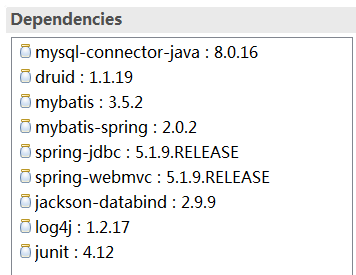 Dependencies
mysql-connector-java : 8.0.16
druid : 1.1.19
mybatis : 3.5.2
mybatis-spring : 2.0.2
spring-jdbc : 5.1.9.RELEASE
spring-webmvc : 5.1.9.RELEASE
jackson-databind : 2.9.9
log4j : 1.2.17
junit : 4.12